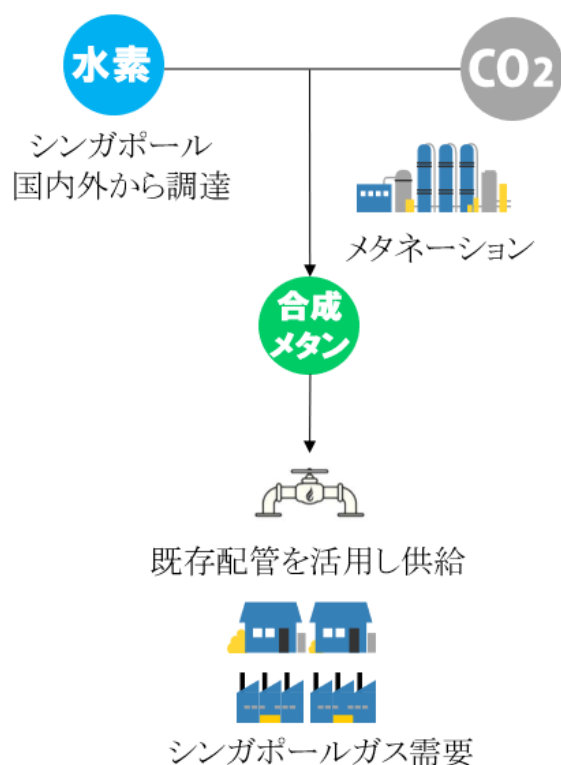 水素
CO2
シンガポール
国内外から調達
メタネーション
合成
メタン
既存配管を活用し供給
シンガポールガス需要